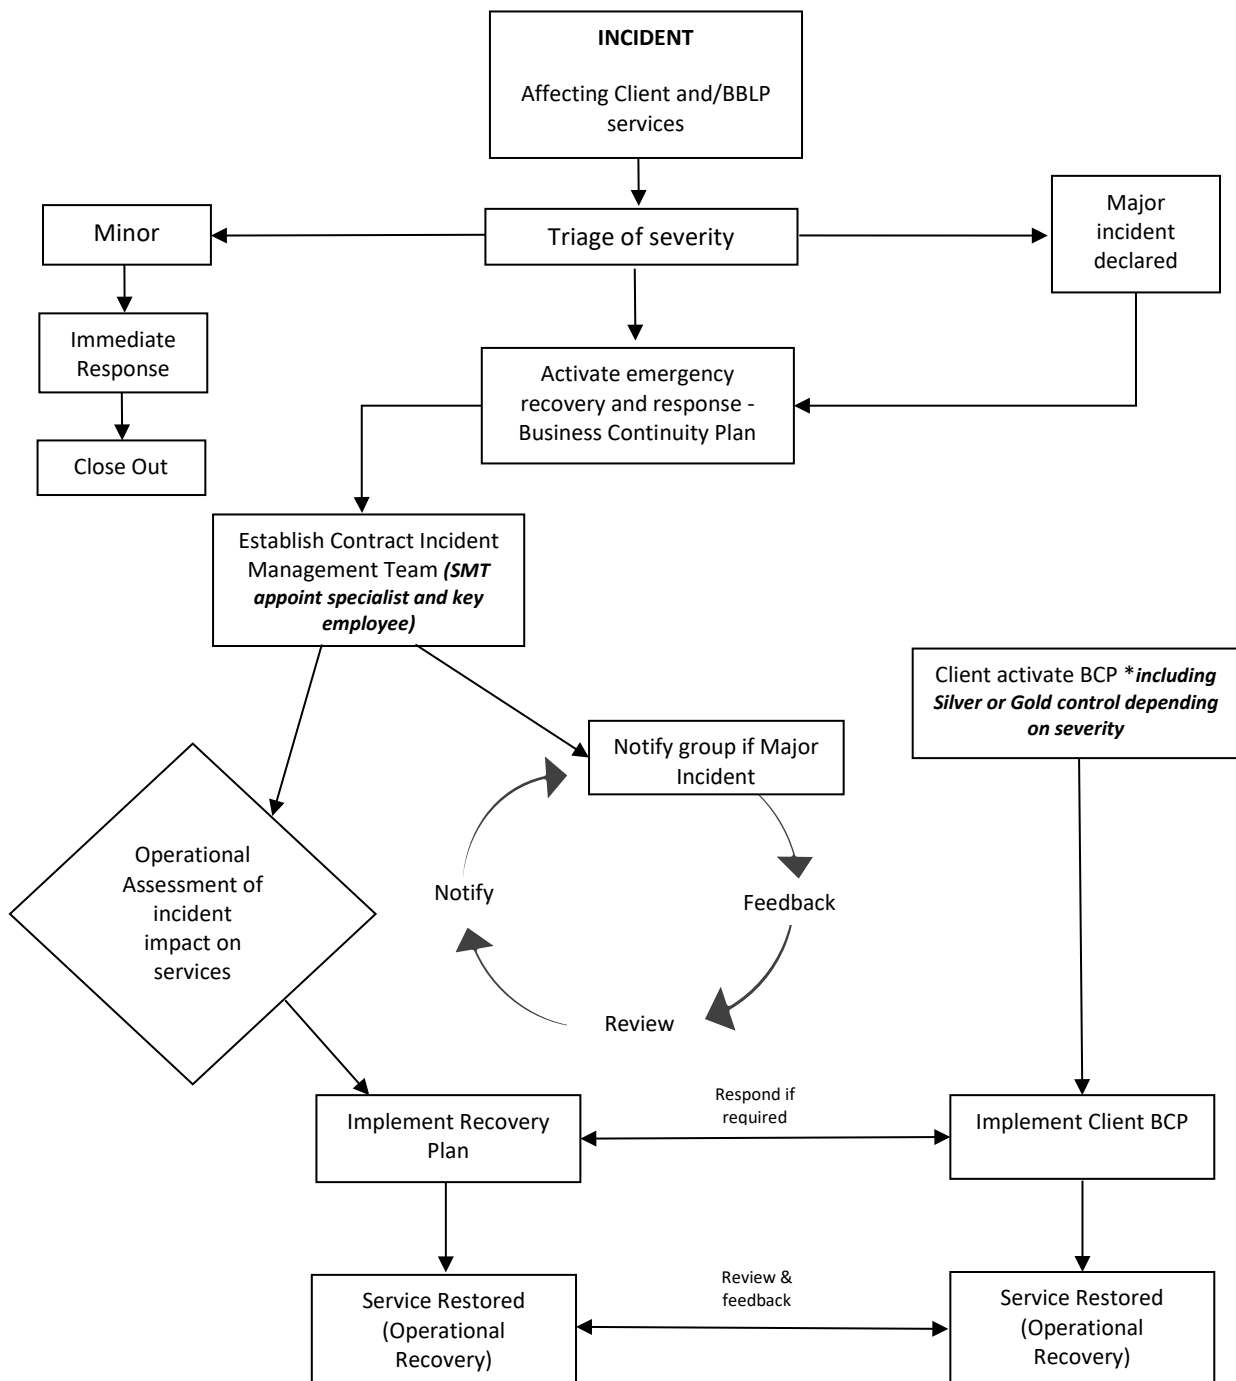 INCIDENT
Affecting Client and/BBLP
services
Minor
Triage of severity
Major
incident
declared
Immediate
Response
Activate emergency
recovery and response -
Business Continuity Plan
Close Out
Establish Contract Incident
Management Team (SMT
appoint specialist and key
employee)
Client activate BCP *including
Silver or Gold control depending
on severity
Notify group if Major
Incident
Operational
Assessment of
incident
impact on
services
Notify
Feedback
Review
Implement Recovery
Plan
Respond if
required
Implement Client BCP
Service Restored
(Operational
Recovery)
Review &
feedback
Service Restored
(Operational
Recovery)